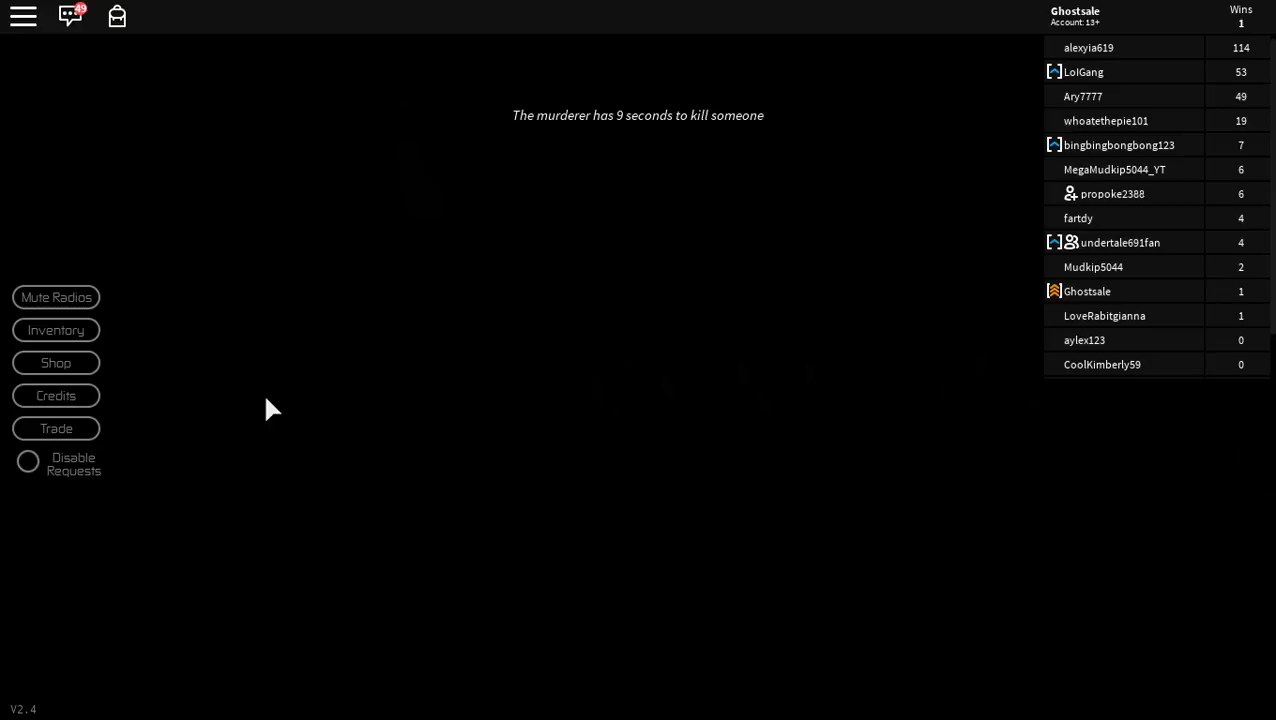 49
Ghostsale
Account: 13+
Wins
1
The murderer has 9 seconds to kill someone
alexyia619 114
LolGang 53
Ary7777 49
whoatethepie101 19
bingbingbongbong123 7
MegaMudkip5044_YT 6
propoke2388 6
fartdy 4
undertale691fan 4
Mudkip5044 2
Ghostsale 1
LoveRabitgianna 1
aylex123 0
CoolKimberly59 0
Mute Radios
Inventory
Shop
Credits
Trade
Disable
Requests
V2.4